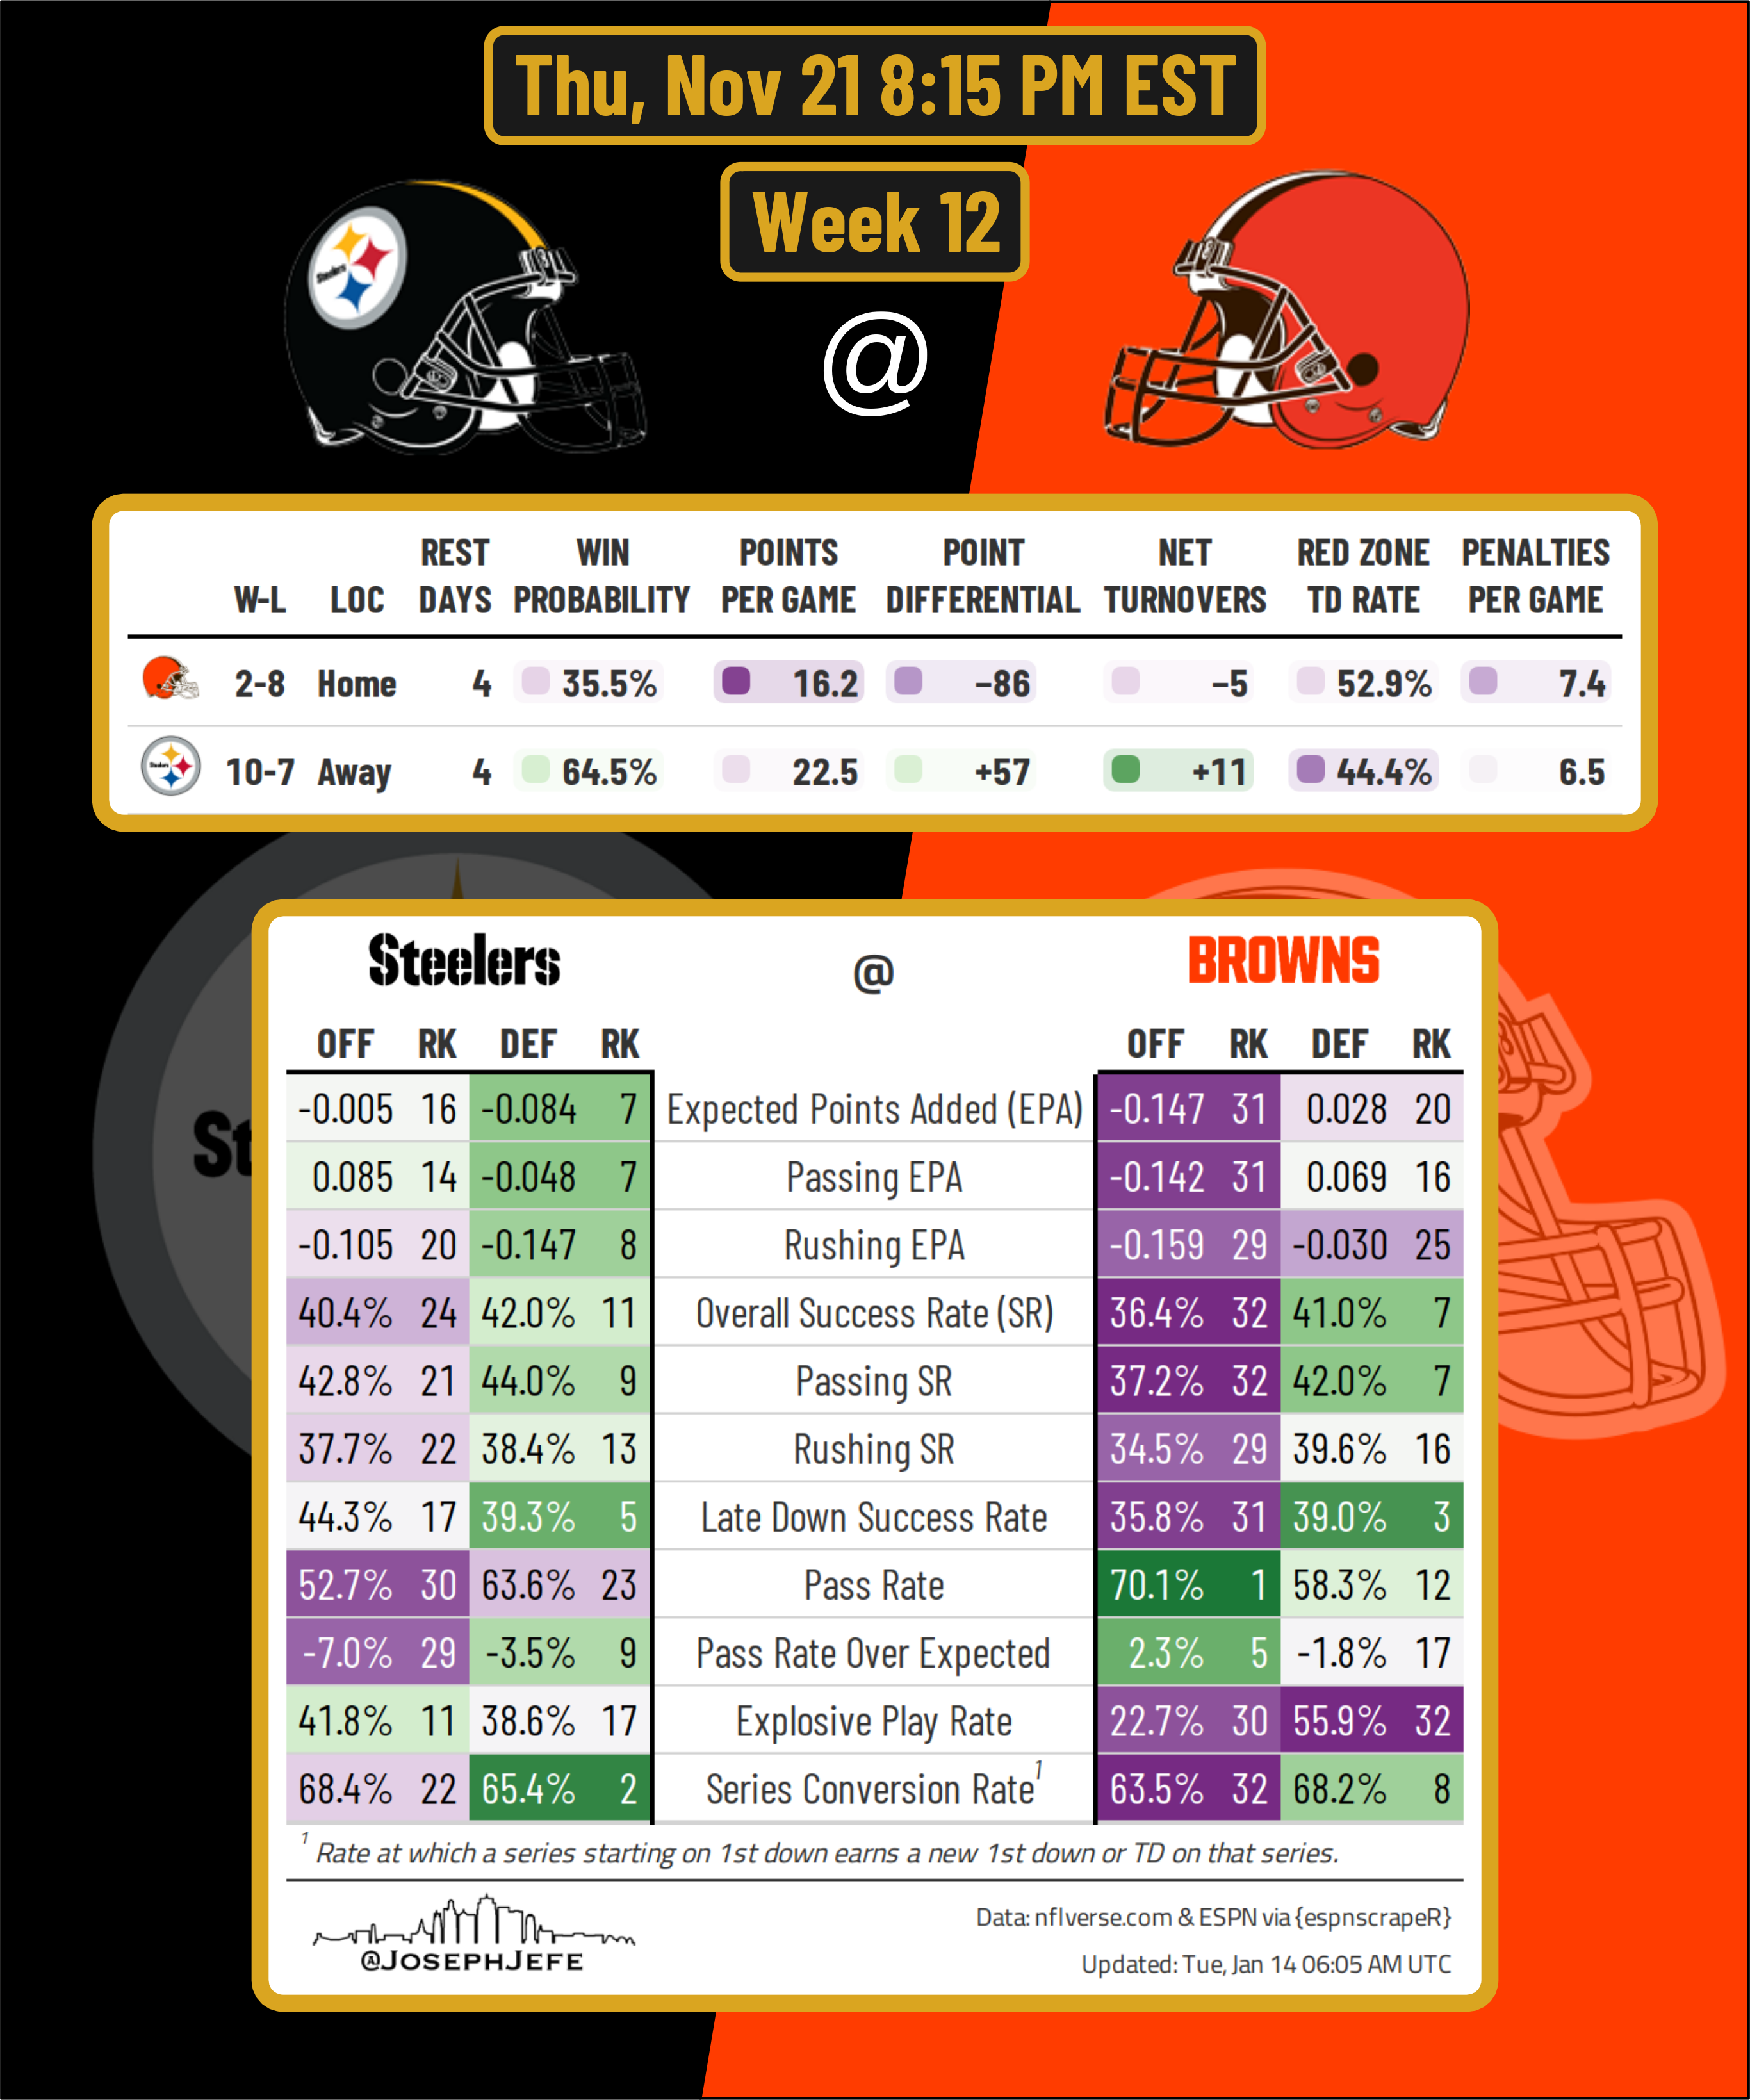 Thu, Nov 21 8:15 PM EST
Week 12
Steelers
@
W-L LOC REST DAYS WIN PROBABILITY POINTS PER GAME POINT DIFFERENTIAL NET TURNOVERS RED ZONE TD RATE PENALTIES PER GAME
2-8 Home 4 35.5% 16.2 −86 −5 52.9% 7.4
Steelers 10-7 Away 4 64.5% 22.5 +57 +11 44.4% 6.5
Steelers @ BROWNS
OFF RK DEF RK OFF RK DEF RK
-0.005 16 -0.084 7 Expected Points Added (EPA) -0.147 31 0.028 20
0.085 14 -0.048 7 Passing EPA -0.142 31 0.069 16
-0.105 20 -0.147 8 Rushing EPA -0.159 29 -0.030 25
St
40.4% 24 42.0% 11 Overall Success Rate (SR) 36.4% 32 41.0% 7
42.8% 21 44.0% 9 Passing SR 37.2% 32 42.0% 7
37.7% 22 38.4% 13 Rushing SR 34.5% 29 39.6% 16
44.3% 17 39.3% 5 Late Down Success Rate 35.8% 31 39.0% 3
52.7% 30 63.6% 23 Pass Rate 70.1% 1 58.3% 12
-7.0% 29 -3.5% 9 Pass Rate Over Expected 2.3% 5 -1.8% 17
41.8% 11 38.6% 17 Explosive Play Rate 22.7% 30 55.9% 32
68.4% 22 65.4% 2 Series Conversion Rate¹ 63.5% 32 68.2% 8
¹ Rate at which a series starting on 1st down earns a new 1st down or TD on that series.
@JOSEPHJEFE
Data: nflverse.com & ESPN via {espnscrapeR}
Updated: Tue, Jan 14 06:05 AM UTC